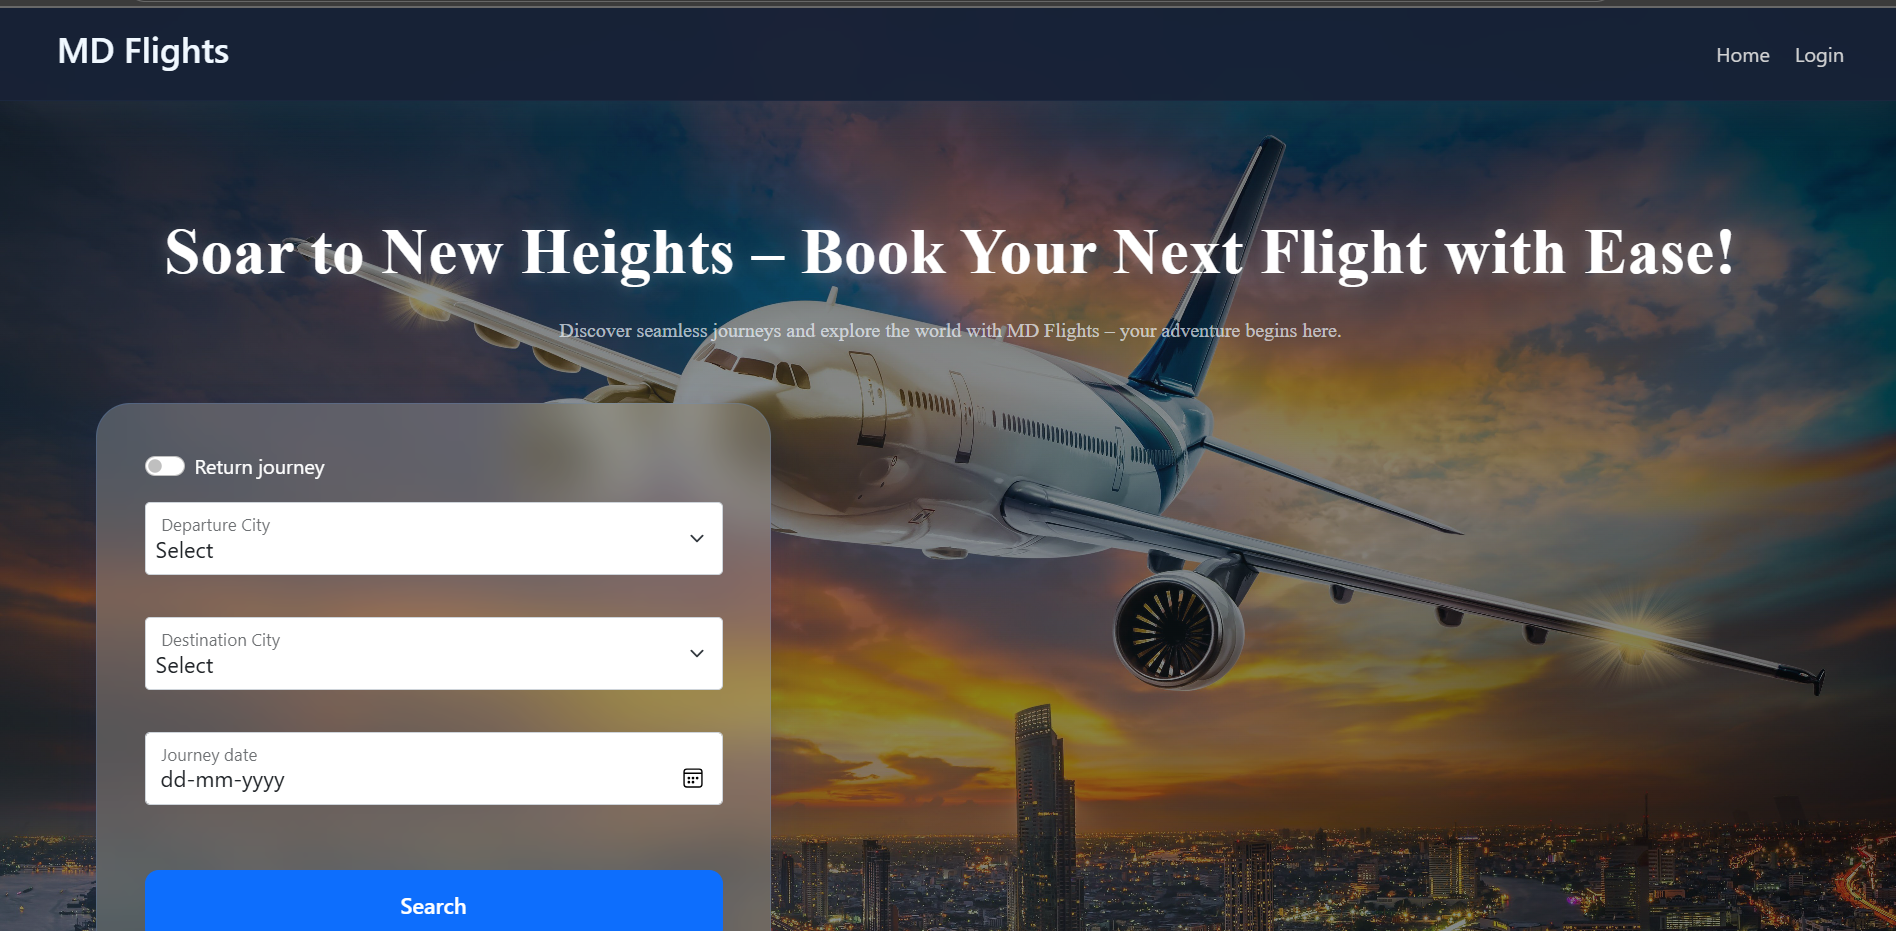 MD Flights
Home Login
Soar to New Heights – Book Your Next Flight with Ease!
Discover seamless journeys and explore the world with MD Flights – your adventure begins here.
Return journey
Departure City
Select
Destination City
Select
Journey date
dd-mm-yyyy
Search